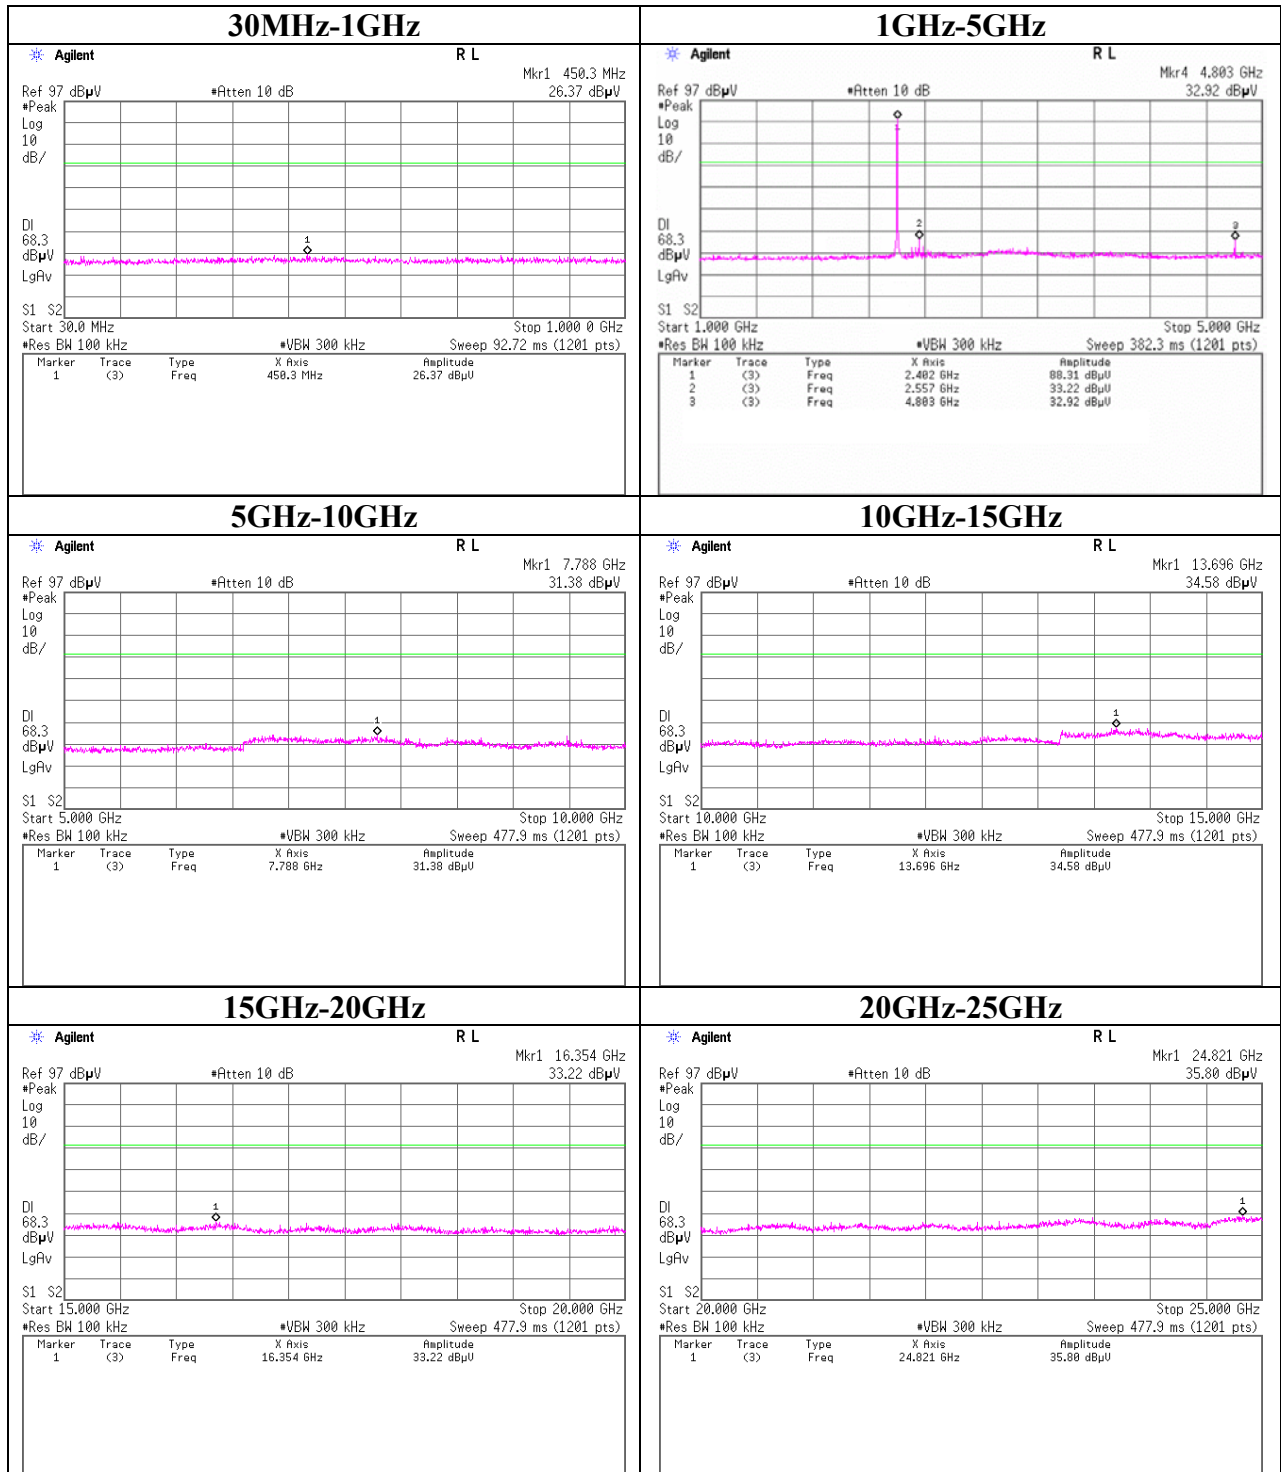 30MHz-1GHz
Agilent R L
Mkr1 450.3 MHz
Ref 97 dBµV #Atten 10 dB 26.37 dBµV
#Peak
Log
10
dB/
1
DI
68.3
dBµV
LgAv
S1 S2
Start 30.0 MHz Stop 1.000 0 GHz
#Res BW 100 kHz #VBW 300 kHz Sweep 92.72 ms (1201 pts)
Marker Trace Type X Axis Amplitude
1 (3) Freq 450.3 MHz 26.37 dBµV
1GHz-5GHz
Agilent R L
Mkr4 4.803 GHz
Ref 97 dBµV #Atten 10 dB 32.92 dBµV
#Peak
Log
10
dB/
1
2 3
DI
68.3
dBµV
LgAv
S1 S2
Start 1.000 GHz Stop 5.000 GHz
#Res BW 100 kHz #VBW 300 kHz Sweep 382.3 ms (1201 pts)
Marker Trace Type X Axis Amplitude
1 (3) Freq 2.402 GHz 88.31 dBµV
2 (3) Freq 2.557 GHz 33.22 dBµV
3 (3) Freq 4.803 GHz 32.92 dBµV
5GHz-10GHz
Agilent R L
Mkr1 7.788 GHz
Ref 97 dBµV #Atten 10 dB 31.38 dBµV
#Peak
Log
10
dB/
1
DI
68.3
dBµV
LgAv
S1 S2
Start 5.000 GHz Stop 10.000 GHz
#Res BW 100 kHz #VBW 300 kHz Sweep 477.9 ms (1201 pts)
Marker Trace Type X Axis Amplitude
1 (3) Freq 7.788 GHz 31.38 dBµV
10GHz-15GHz
Agilent R L
Mkr1 13.696 GHz
Ref 97 dBµV #Atten 10 dB 34.58 dBµV
#Peak
Log
10
dB/
1
DI
68.3
dBµV
LgAv
S1 S2
Start 10.000 GHz Stop 15.000 GHz
#Res BW 100 kHz #VBW 300 kHz Sweep 477.9 ms (1201 pts)
Marker Trace Type X Axis Amplitude
1 (3) Freq 13.696 GHz 34.58 dBµV
15GHz-20GHz
Agilent R L
Mkr1 16.354 GHz
Ref 97 dBµV #Atten 10 dB 33.22 dBµV
#Peak
Log
10
dB/
1
DI
68.3
dBµV
LgAv
S1 S2
Start 15.000 GHz Stop 20.000 GHz
#Res BW 100 kHz #VBW 300 kHz Sweep 477.9 ms (1201 pts)
Marker Trace Type X Axis Amplitude
1 (3) Freq 16.354 GHz 33.22 dBµV
20GHz-25GHz
Agilent R L
Mkr1 24.821 GHz
Ref 97 dBµV #Atten 10 dB 35.80 dBµV
#Peak
Log
10
dB/
1
DI
68.3
dBµV
LgAv
S1 S2
Start 20.000 GHz Stop 25.000 GHz
#Res BW 100 kHz #VBW 300 kHz Sweep 477.9 ms (1201 pts)
Marker Trace Type X Axis Amplitude
1 (3) Freq 24.821 GHz 35.80 dBµV